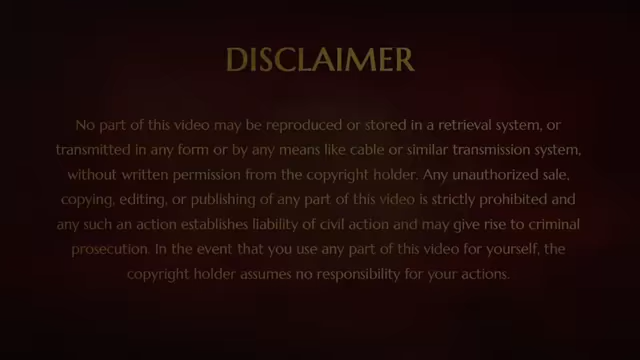 DISCLAIMER
No part of this video may be reproduced or stored in a retrieval system, or
transmitted in any form or by any means like cable or similar transmission system,
without written permission from the copyright holder. Any unauthorized sale,
copying, editing, or publishing of any part of this video is strictly prohibited and
any such an action establishes liability of civil action and may give rise to criminal
prosecution. In the event that you use any part of this video for yourself, the
copyright holder assumes no responsibility for your actions.